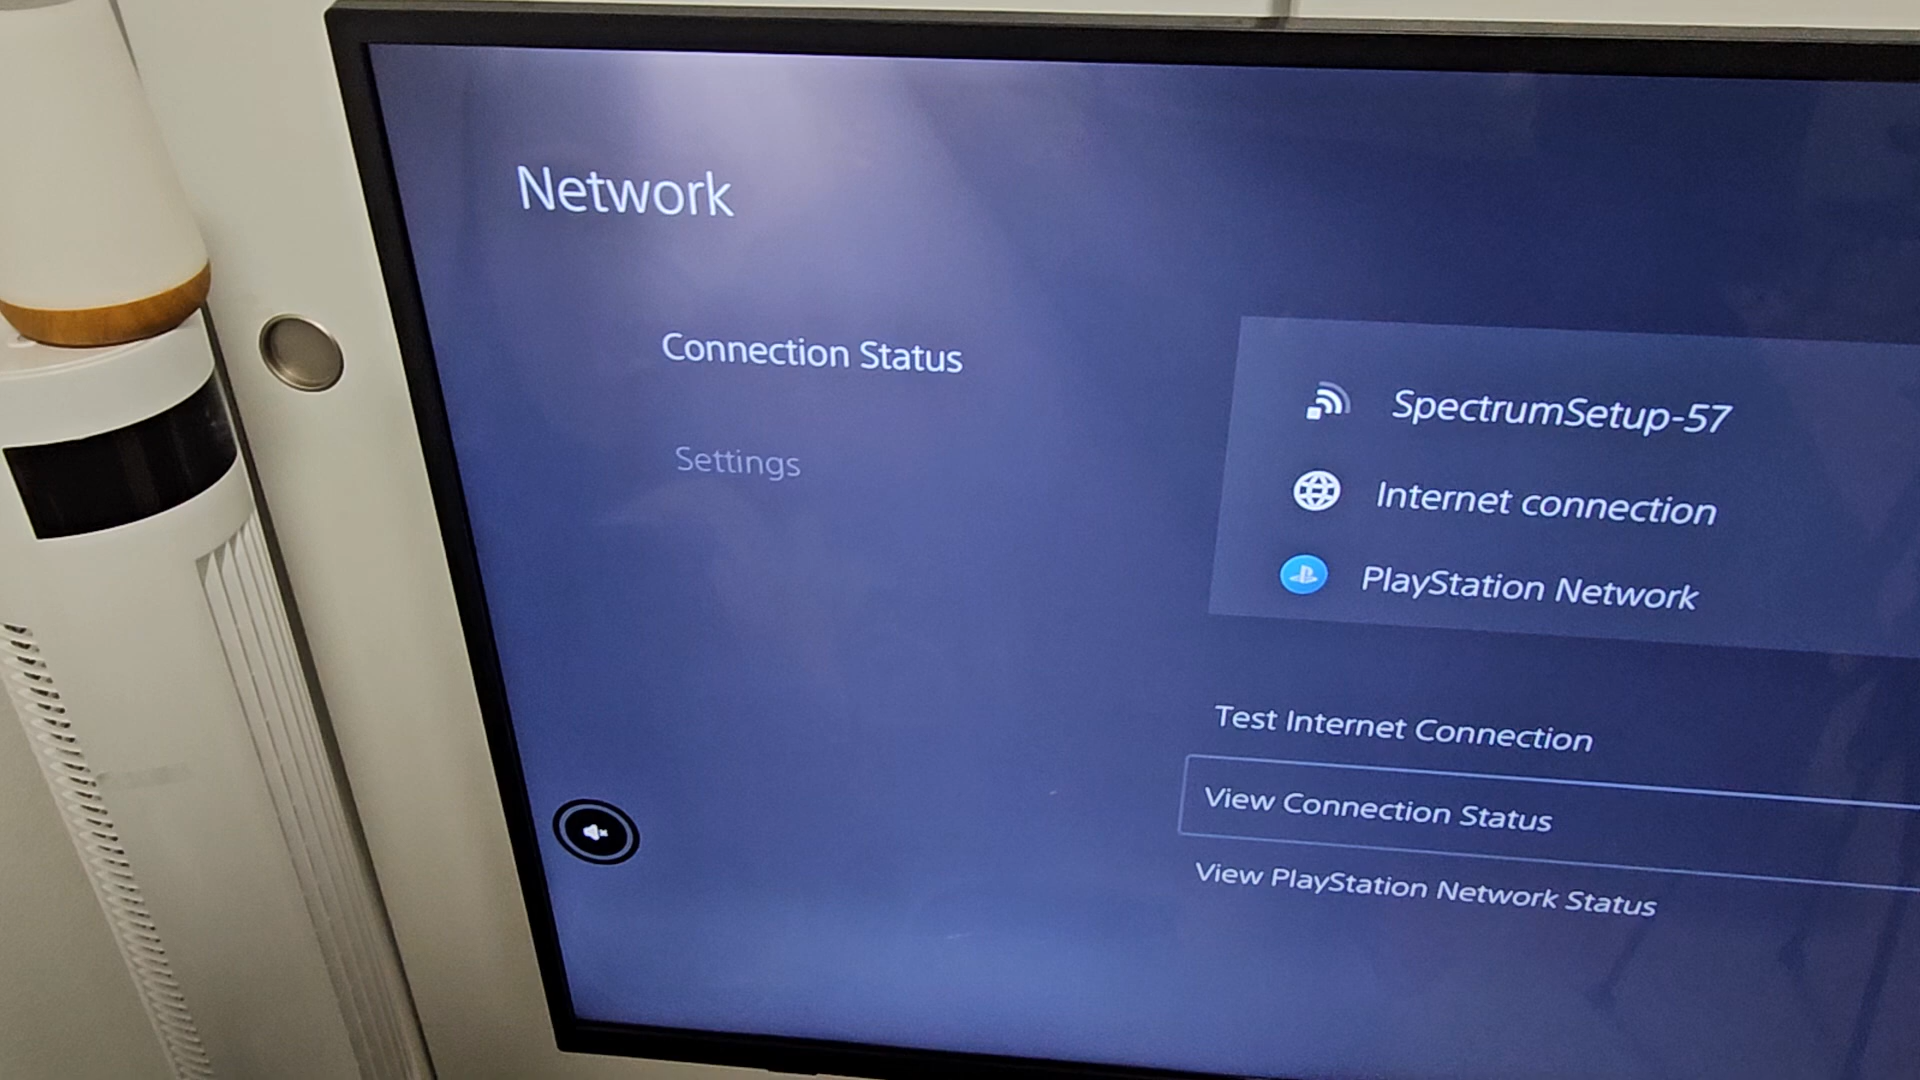 Network
Connection Status
Settings
SpectrumSetup-57
Internet connection
PlayStation Network
Test Internet Connection
View Connection Status
View PlayStation Network Status